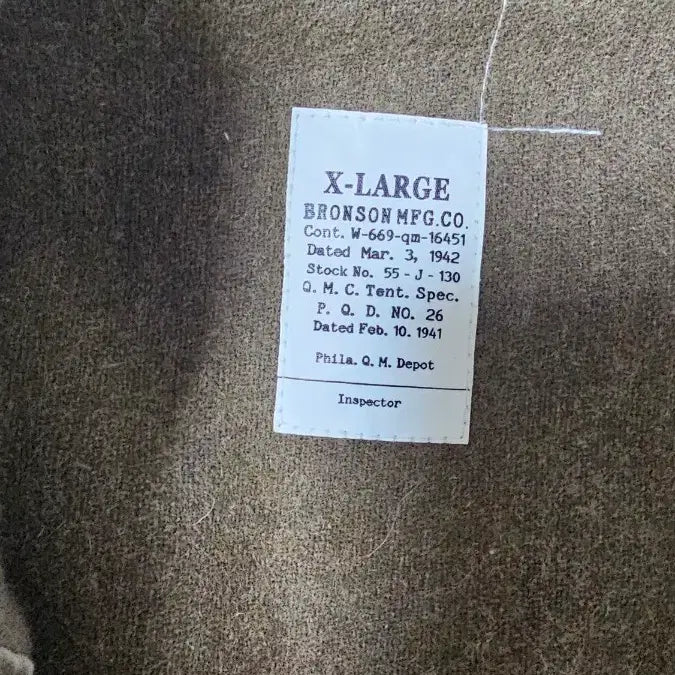 X-LARGE
BRONSON MFG.CO.
Cont. W-669-qm-16451
Dated Mar. 3, 1942
Stock No. 55 - J - 130
Q. M. C. Tent. Spec.
P. Q. D. NO. 26
Dated Feb. 10. 1941
Phila. Q. M. Depot
Inspector